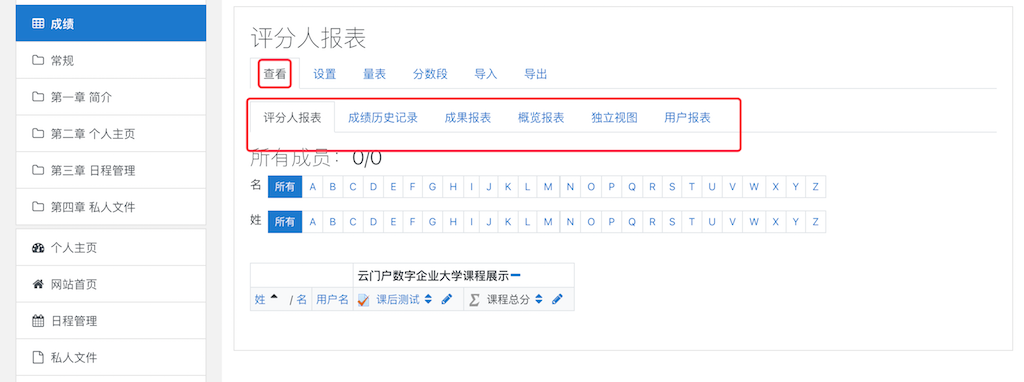 成绩
常规
第一章 简介
第二章 个人主页
第三章 日程管理
第四章 私人文件
个人主页
网站首页
日程管理
私人文件
评分人报表
查看 设置 量表 分数段 导入 导出
评分人报表 成绩历史记录 成果报表 概览报表 独立视图 用户报表
所有成员：0/0
名 所有 A B C D E F G H I J K L M N O P Q R S T U V W X Y Z
姓 所有 A B C D E F G H I J K L M N O P Q R S T U V W X Y Z
云门户数字企业大学课程展示
姓 / 名 用户名 课后测试 课程总分